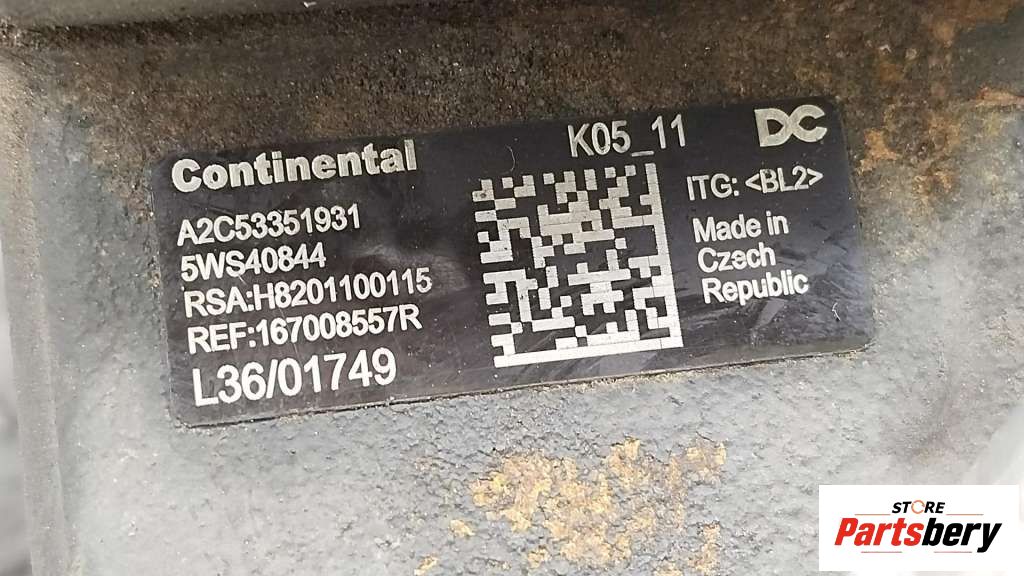 Continental
A2C53351931
5WS40844
RSA:H8201100115
REF:167008557R
L36/01749
K05_11
DC
ITG: <BL2>
Made in
Czech
Republic
STORE
Partsbery